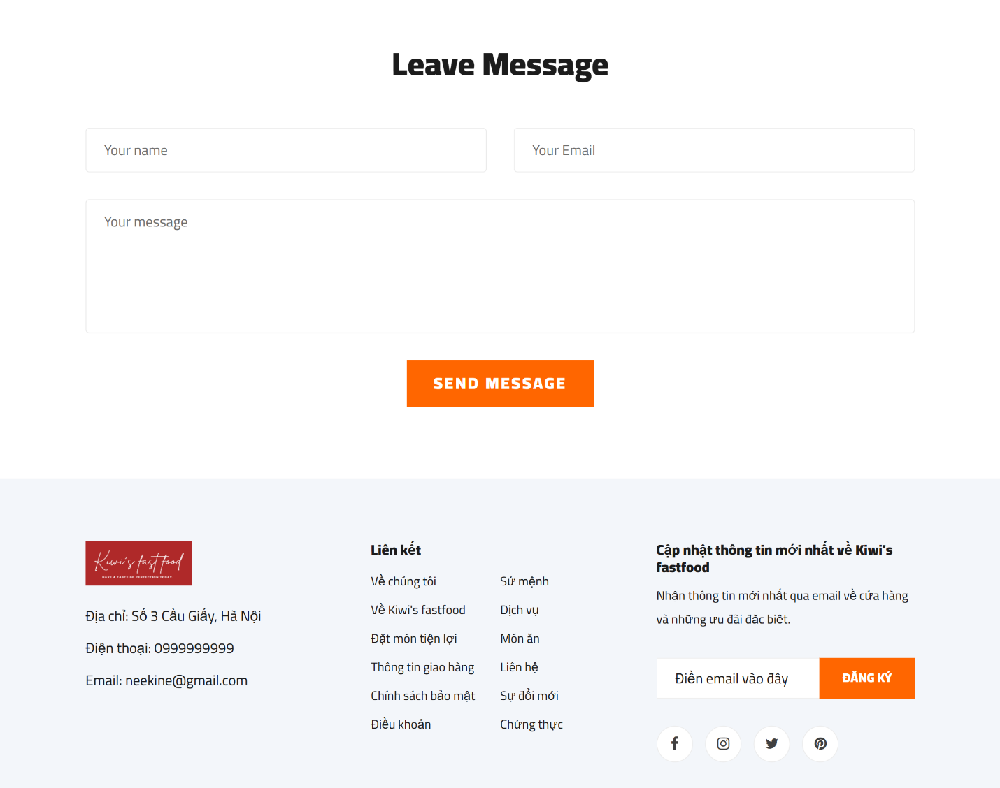 Leave Message
Your name
Your Email
Your message
SEND MESSAGE
Kiwi's fast food
HAVE A TASTE OF PERFECTION TODAY.
Địa chỉ: Số 3 Cầu Giấy, Hà Nội
Điện thoại: 0999999999
Email: neekine@gmail.com
Liên kết
Về chúng tôi
Về Kiwi's fastfood
Đặt món tiện lợi
Thông tin giao hàng
Chính sách bảo mật
Điều khoản
Sứ mệnh
Dịch vụ
Món ăn
Liên hệ
Sự đổi mới
Chứng thực
Cập nhật thông tin mới nhất về Kiwi's
fastfood
Nhận thông tin mới nhất qua email về cửa hàng
và những ưu đãi đặc biệt.
Điền email vào đây
ĐĂNG KÝ